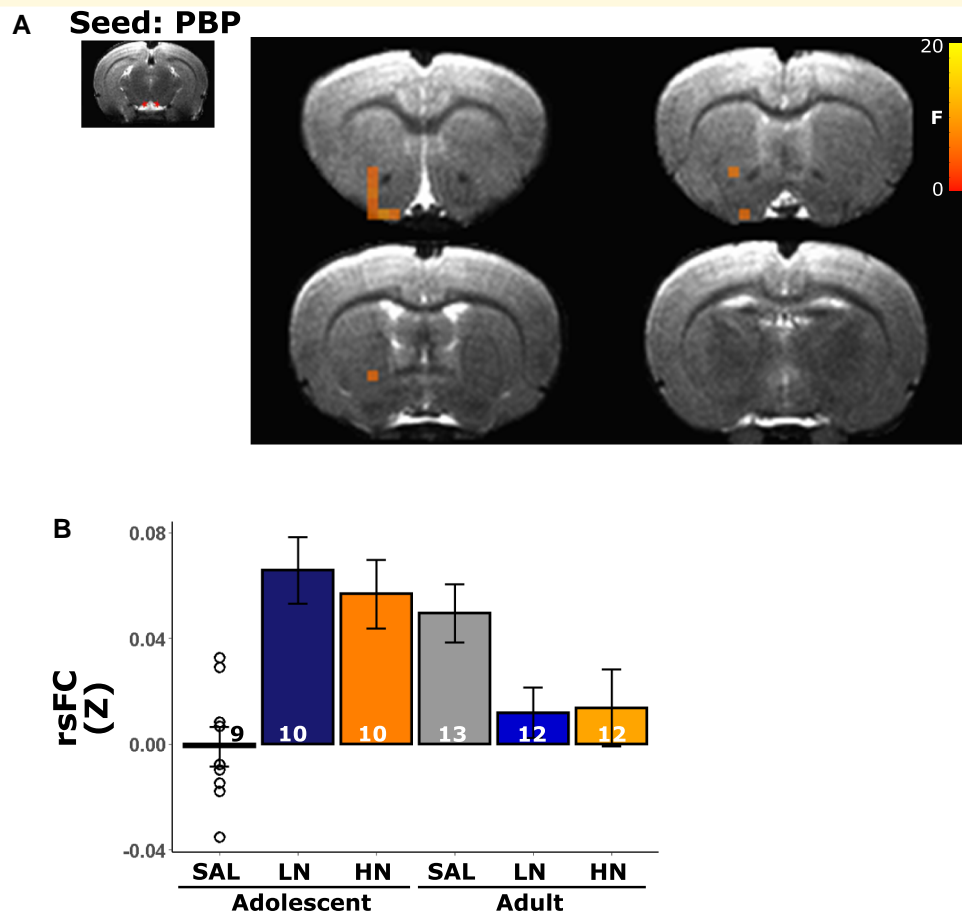 A
Seed: PBP
20
F
0
B
0.08
0.04
0.00
-0.04
rsFC
(Z)
9 10 10 13 12 12
SAL LN HN SAL LN HN
Adolescent Adult